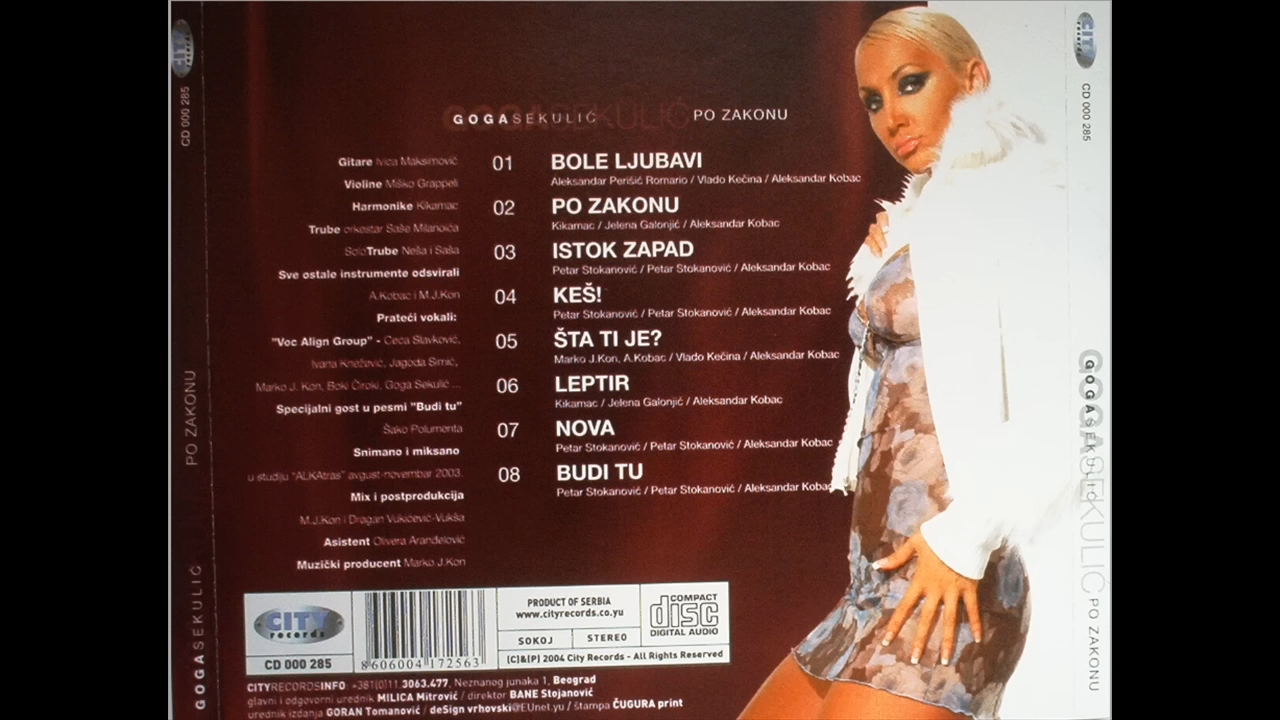 GOGASEKULIĆ PO ZAKONU
Gitare Ivica Maksimović
Violine Miško Grappeli
Harmonike Kikamac
Trube orkestar Saše Milanoića
SoloTrube Neša i Saša
Sve ostale instrumente odsvirali
A.Kobac i M.J.Kon
Prateći vokali:
"Voc Align Group" - Ceca Slavković,
Ivana Knežević, Jagoda Simić,
Marko J. Kon, Boki Ćiroki, Goga Sekulić ...
Specijalni gost u pesmi "Budi tu"
Šako Polumenta
Snimano i miksano
u studiju "ALKAtras" avgust-novembar 2003.
Mix i postprodukcija
M.J.Kon i Dragan Vukićević-Vukša
Asistent Olivera Aranđelović
Muzički producent Marko J.Kon
01 BOLE LJUBAVI
Aleksandar Perišić Romario / Vlado Kečina / Aleksandar Kobac
02 PO ZAKONU
Kikamac / Jelena Galonjić / Aleksandar Kobac
03 ISTOK ZAPAD
Petar Stokanović / Petar Stokanović / Aleksandar Kobac
04 KEŠ!
Petar Stokanović / Petar Stokanović / Aleksandar Kobac
05 ŠTA TI JE?
Marko J.Kon, A.Kobac / Vlado Kečina / Aleksandar Kobac
06 LEPTIR
Kikamac / Jelena Galonjić / Aleksandar Kobac
07 NOVA
Petar Stokanović / Petar Stokanović / Aleksandar Kobac
08 BUDI TU
Petar Stokanović / Petar Stokanović / Aleksandar Kobac
CITY records
CD 000 285
8606004172563
PRODUCT OF SERBIA
www.cityrecords.co.yu
SOKOJ STEREO
COMPACT disc DIGITAL AUDIO
(C)&(P) 2004 City Records - All Rights Reserved
CITYRECORDSINFO: +381(0)11 3063.477, Neznanog junaka 1, Beograd
glavni i odgovorni urednik MILICA Mitrović / direktor BANE Stojanović
urednik izdanja GORAN Tomanović / deSign vrhovski@EUnet.yu / štampa ČUGURA print
CITY records
CD 000 285
PO ZAKONU
GOGASEKULIĆ
CITY records
CD 000 285
GOGASEKULIĆ
PO ZAKONU